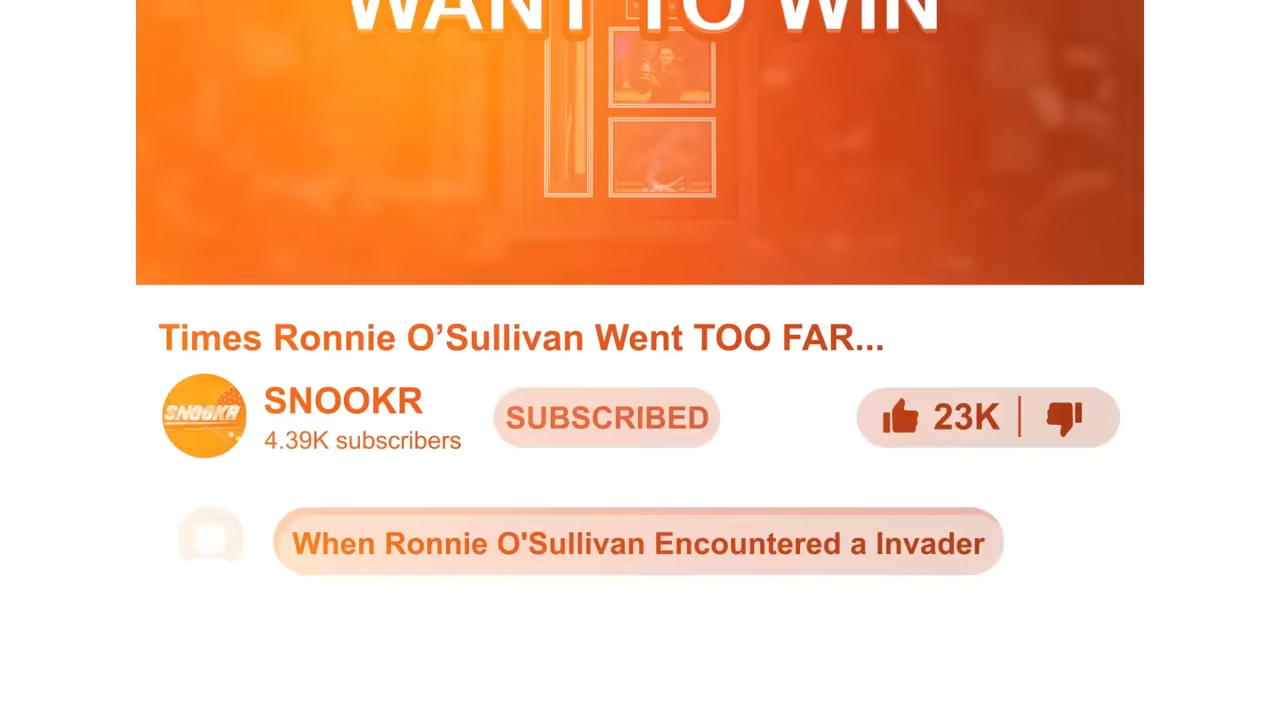 WANT TO WIN
Times Ronnie O’Sullivan Went TOO FAR...
SNOOKR
SNOOKR
4.39K subscribers
SUBSCRIBED
23K
When Ronnie O'Sullivan Encountered a Invader